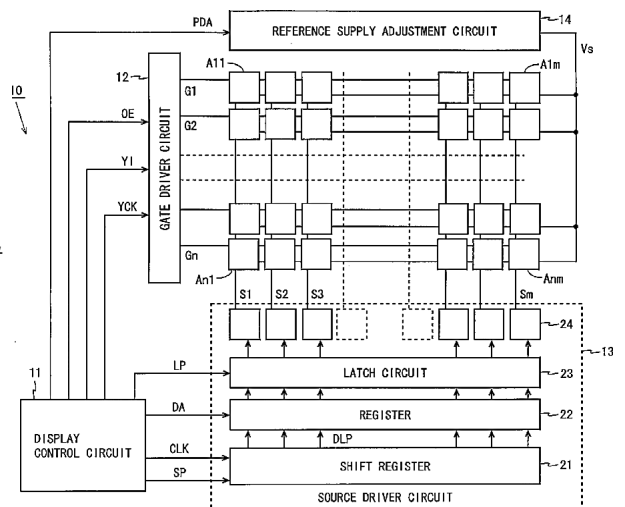 PDA
REFERENCE SUPPLY ADJUSTMENT CIRCUIT
14
Vs
10
12
A11
A1m
GATE DRIVER CIRCUIT
G1
G2
OE
YI
YCK
Gn
An1
Anm
S1 S2 S3 Sm
24
13
11
LP
LATCH CIRCUIT
23
DISPLAY
CONTROL CIRCUIT
DA
REGISTER
22
DLP
CLK
SHIFT REGISTER
21
SP
SOURCE DRIVER CIRCUIT